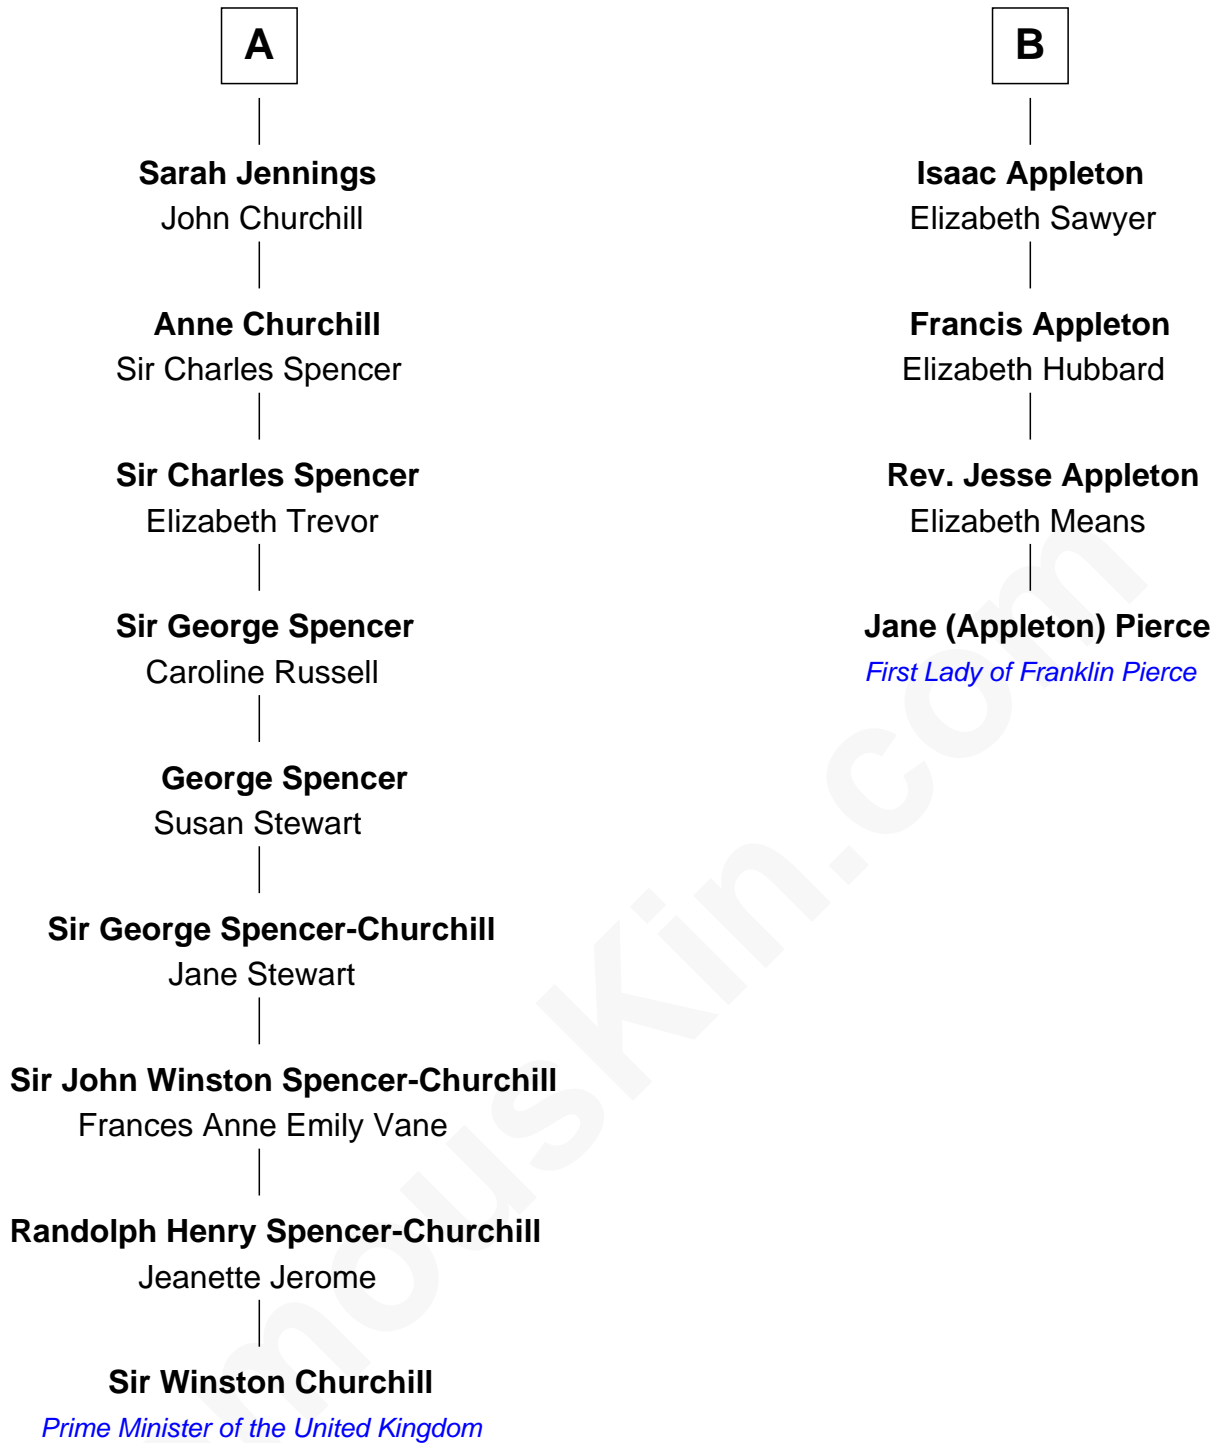 A
Sarah Jennings
John Churchill
Anne Churchill
Sir Charles Spencer
Sir Charles Spencer
Elizabeth Trevor
Sir George Spencer
Caroline Russell
George Spencer
Susan Stewart
Sir George Spencer-Churchill
Jane Stewart
Sir John Winston Spencer-Churchill
Frances Anne Emily Vane
Randolph Henry Spencer-Churchill
Jeanette Jerome
Sir Winston Churchill
Prime Minister of the United Kingdom
B
Isaac Appleton
Elizabeth Sawyer
Francis Appleton
Elizabeth Hubbard
Rev. Jesse Appleton
Elizabeth Means
Jane (Appleton) Pierce
First Lady of Franklin Pierce
mousKin.com